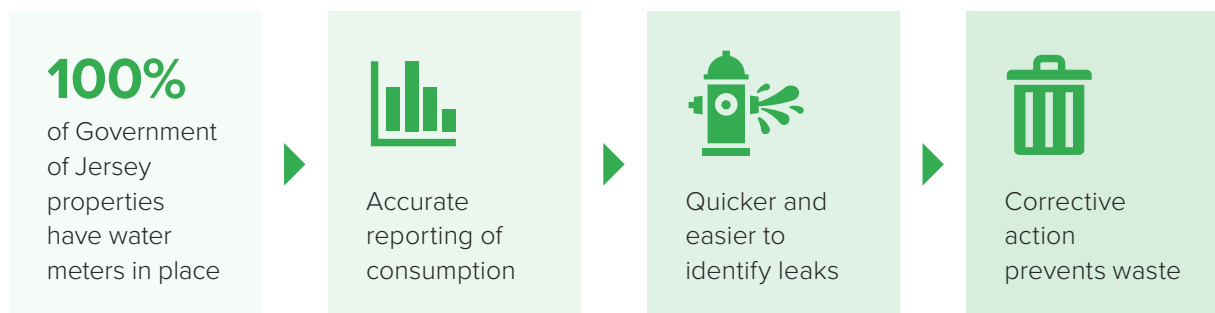 100%
of Government
of Jersey
properties
have water
meters in place
Accurate
reporting of
consumption
Quicker and
easier to
identify leaks
Corrective
action
prevents waste